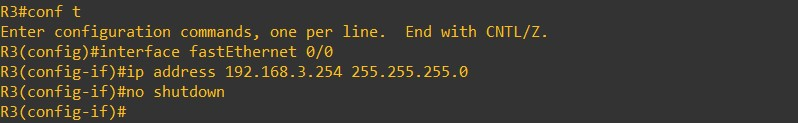 R3#conf t
Enter configuration commands, one per line.  End with CNTL/Z.
R3(config)#interface fastEthernet 0/0
R3(config-if)#ip address 192.168.3.254 255.255.255.0
R3(config-if)#no shutdown
R3(config-if)#